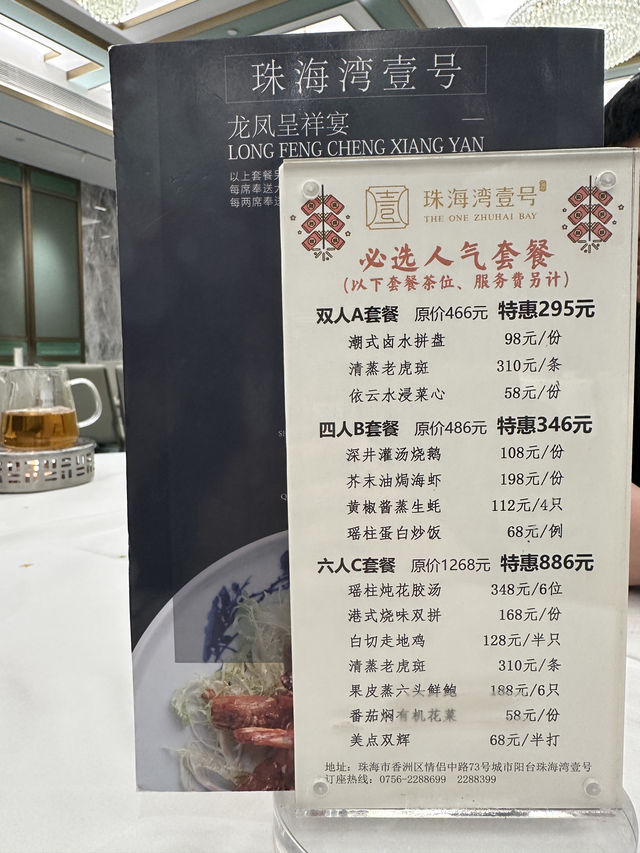 珠海湾壹号
龙凤呈祥宴
LONG FENG CHENG XIANG YAN
以上套餐另
每席奉送
每两席奉送
珠海湾壹号
THE ONE ZHUHAI BAY
必选人气套餐
(以下套餐茶位、服务费另计)
双人A套餐 原价466元 特惠295元
潮式卤水拼盘 98元/份
清蒸老虎斑 310元/条
依云水浸菜心 58元/份
四人B套餐 原价486元 特惠346元
深井灌汤烧鹅 108元/份
芥末油焗海虾 198元/份
黄椒酱蒸生蚝 112元/4只
瑶柱蛋白炒饭 68元/例
六人C套餐 原价1268元 特惠886元
瑶柱炖花胶汤 348元/6位
港式烧味双拼 168元/份
白切走地鸡 128元/半只
清蒸老虎斑 310元/条
果皮蒸六头鲜鲍 188元/6只
番茄焖有机花菜 58元/份
美点双辉 68元/半打
地址：珠海市香洲区情侣中路73号城市阳台珠海湾壹号
订座热线：0756-2288699 2288399